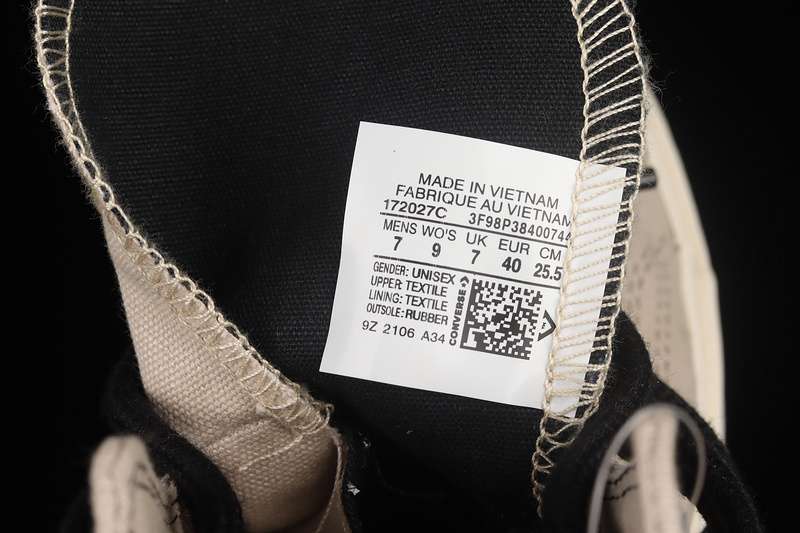 MADE IN VIETNAM
FABRIQUE AU VIETNAM
172027C 3F98P3840074
MENS WO'S UK EUR CM
7 9 7 40 25.5
GENDER: UNISEX
UPPER: TEXTILE
LINING: TEXTILE
OUTSOLE: RUBBER
9Z 2106 A34
CONVERSE